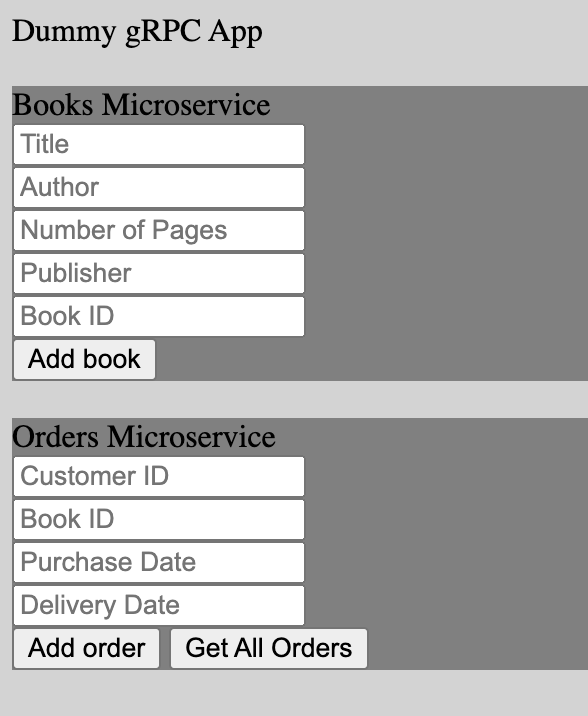 Dummy gRPC App
Books Microservice
Title
Author
Number of Pages
Publisher
Book ID
Add book
Orders Microservice
Customer ID
Book ID
Purchase Date
Delivery Date
Add order Get All Orders